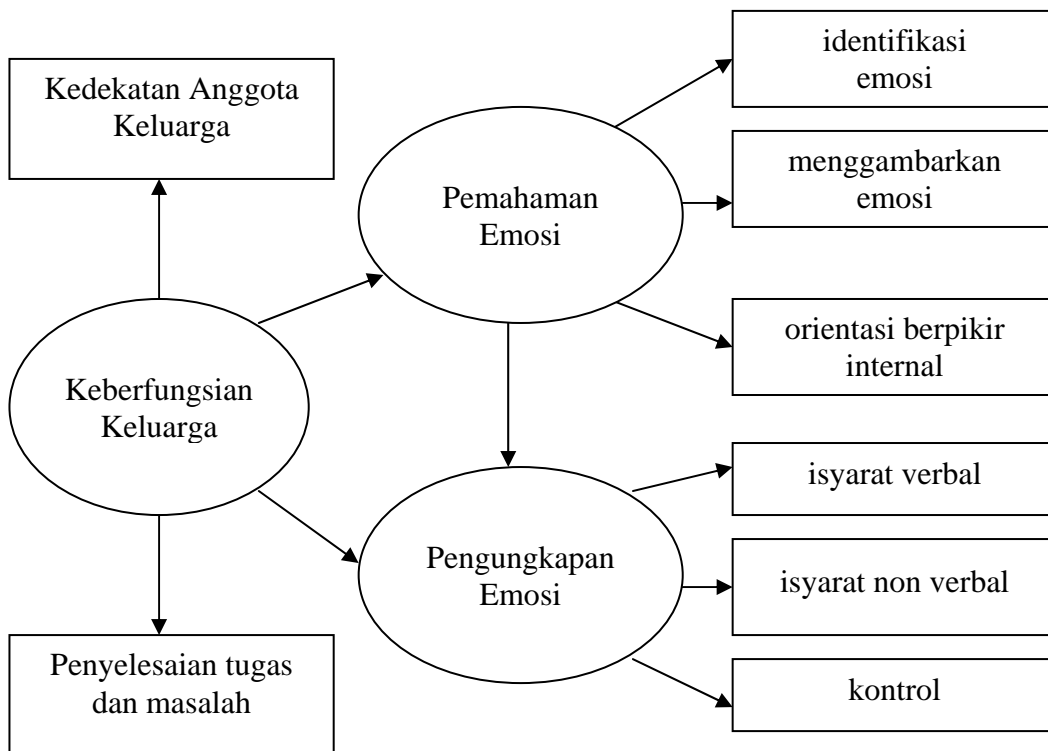 Kedekatan Anggota
Keluarga
Keberfungsian
Keluarga
Penyelesaian tugas
dan masalah
Pemahaman
Emosi
Pengungkapan
Emosi
identifikasi
emosi
menggambarkan
emosi
orientasi berpikir
internal
isyarat verbal
isyarat non verbal
kontrol